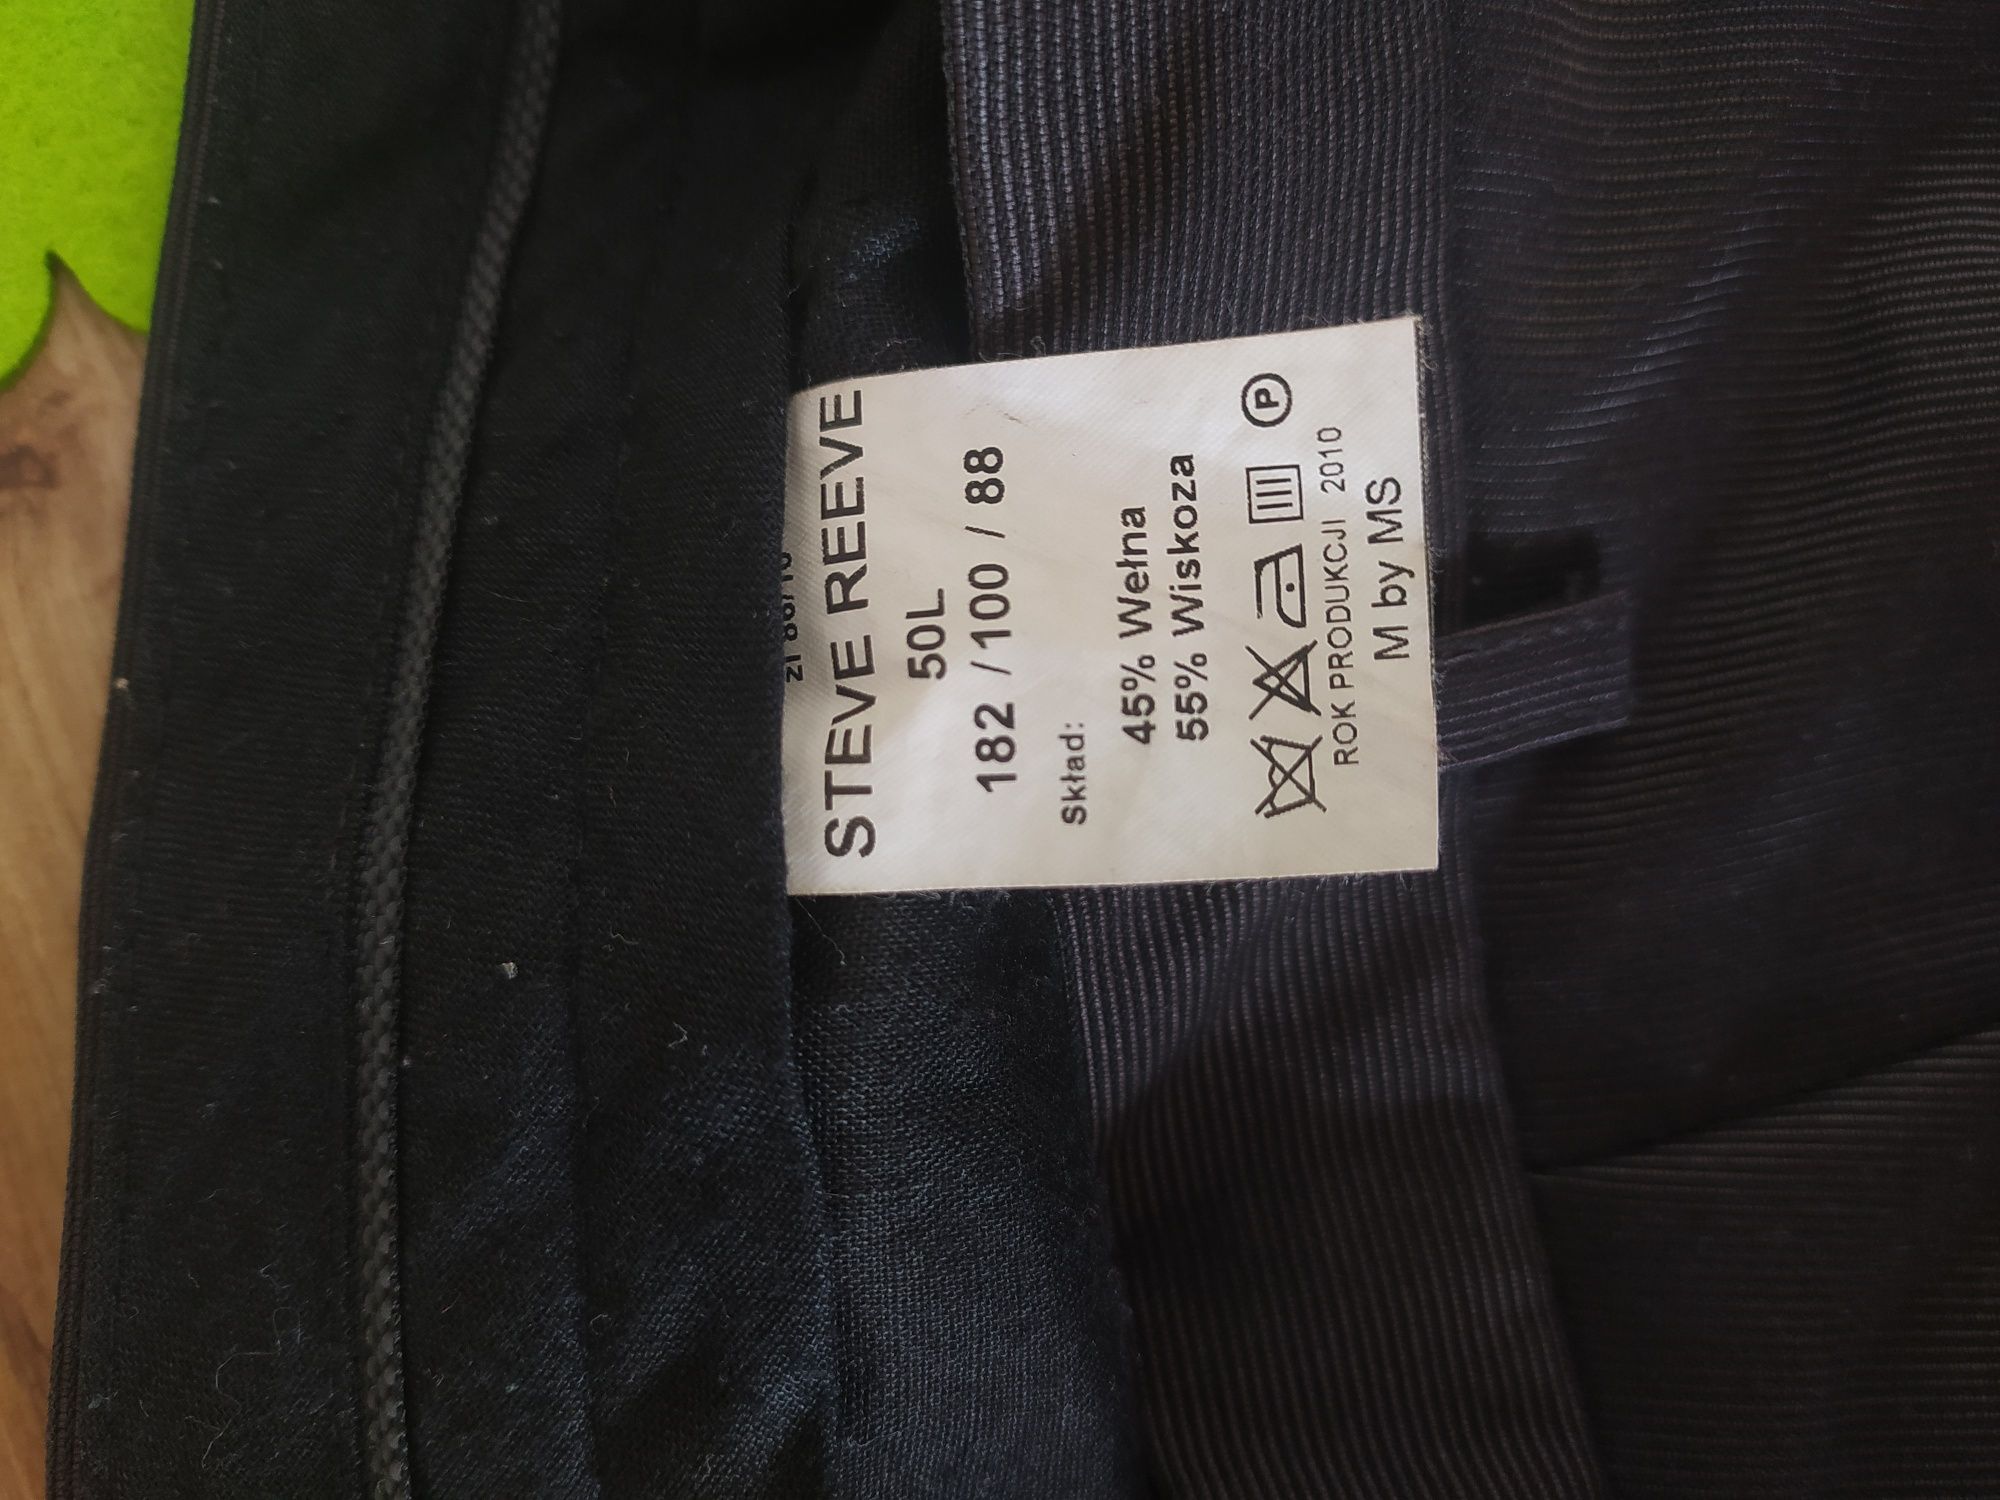 STEVE REEVE
50L
182 / 100 / 88
Skład:
45% Wełna
55% Wiskoza
P
ROK PRODUKCJI 2010
M by MS